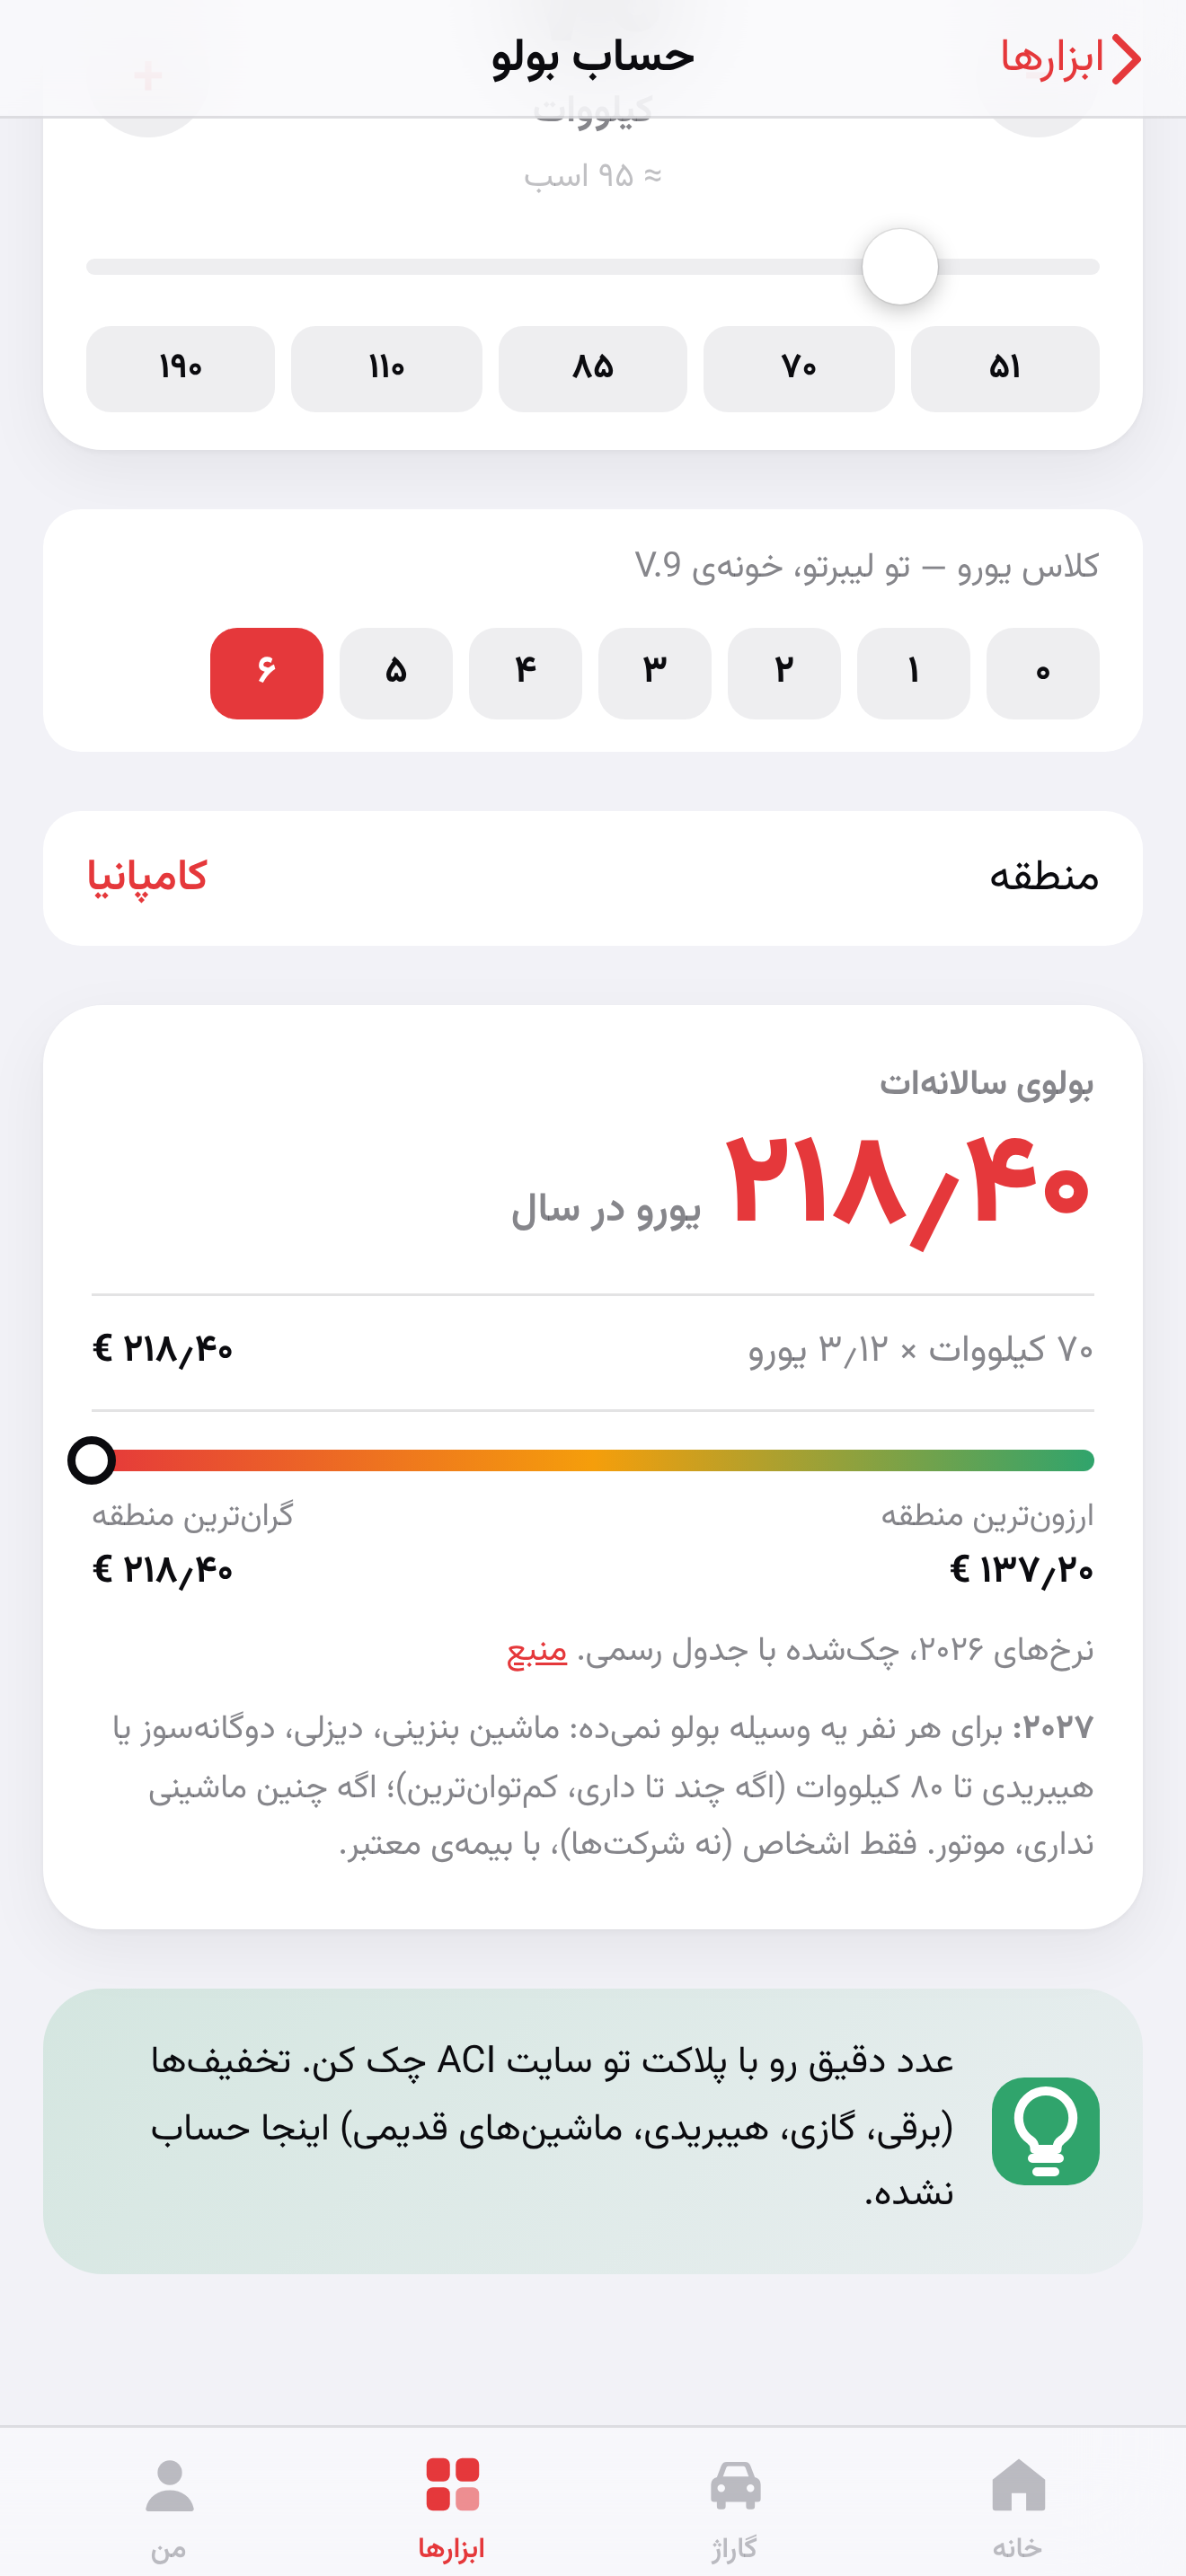 ابزارها
حساب بولو
کیلووات
≈ ۹۵ اسب
۵۱ ۷۰ ۸۵ ۱۱۰ ۱۹۰
کلاس یورو — تو لیبرتو، خونه‌ی V.9
۰ ۱ ۲ ۳ ۴ ۵ ۶
منطقه کامپانیا
بولوی سالانه‌ات
۲۱۸٫۴۰ یورو در سال
۷۰ کیلووات × ۳٫۱۲ یورو ۲۱۸٫۴۰ €
ارزون‌ترین منطقه گران‌ترین منطقه
۱۳۷٫۲۰ € ۲۱۸٫۴۰ €
نرخ‌های ۲۰۲۶، چک‌شده با جدول رسمی. منبع
۲۰۲۷: برای هر نفر یه وسیله بولو نمی‌ده: ماشین بنزینی، دیزلی، دوگانه‌سوز یا
هیبریدی تا ۸۰ کیلووات (اگه چند تا داری، کم‌توان‌ترین)؛ اگه چنین ماشینی
نداری، موتور. فقط اشخاص (نه شرکت‌ها)، با بیمه‌ی معتبر.
عدد دقیق رو با پلاکت تو سایت ACI چک کن. تخفیف‌ها
(برقی، گازی، هیبریدی، ماشین‌های قدیمی) اینجا حساب
نشده.
خانه گاراژ ابزارها من